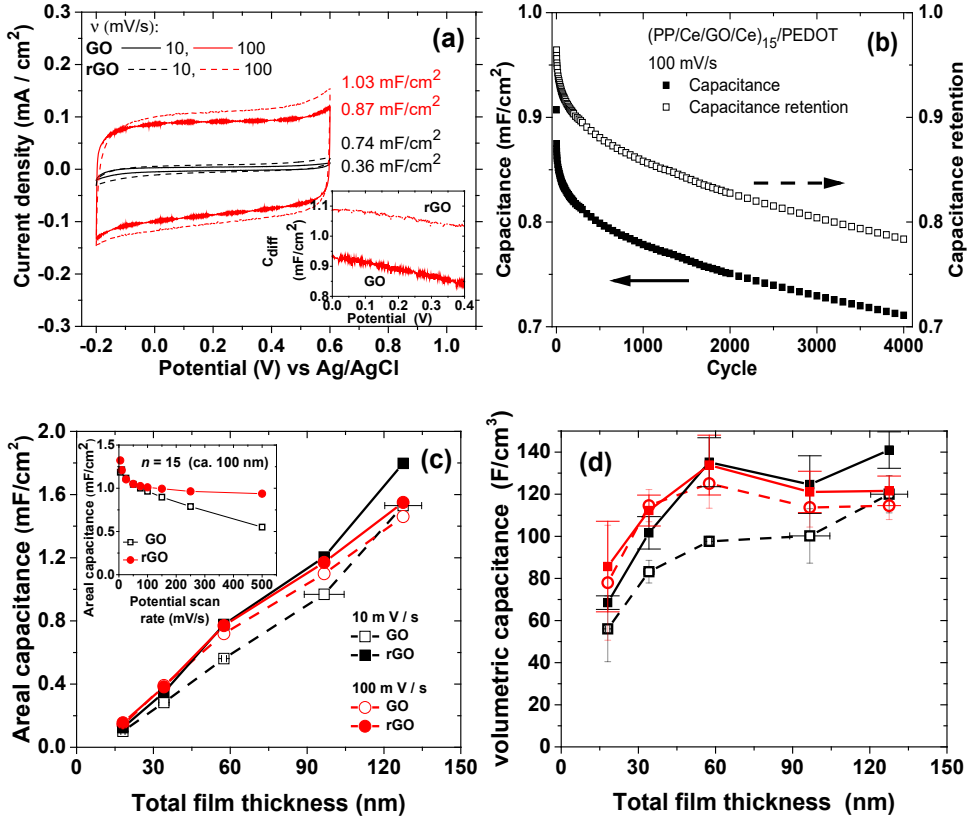 ν (mV/s):
GO 10, 100
rGO 10, 100
(a)
1.03 mF/cm2
0.87 mF/cm2
0.74 mF/cm2
0.36 mF/cm2
Current density (mA / cm2)
0.3
0.2
0.1
0.0
-0.1
-0.2
-0.3
-0.2 0.0 0.2 0.4 0.6 0.8 1.0
Potential (V) vs Ag/AgCl
Cdiff
(mF/cm2)
1.1
1.0
0.9
0.8
rGO
GO
0.0 0.1 0.2 0.3 0.4
Potential (V)
(PP/Ce/GO/Ce)15/PEDOT
(b)
100 mV/s
Capacitance
Capacitance retention
Capacitance (mF/cm2)
1.0
0.9
0.8
0.7
Capacitance retention
1.0
0.9
0.8
0.7
0 1000 2000 3000 4000
Cycle
Areal capacitance (mF/cm2)
2.0
1.6
1.2
0.8
0.4
0.0
0 30 60 90 120 150
Total film thickness (nm)
(c)
Areal capacitance (mF/cm2)
1.5
1.0
0.5
0.0
n = 15 (ca. 100 nm)
GO
rGO
0 100 200 300 400 500
Potential scan
rate (mV/s)
10 m V / s
GO
rGO
100 m V / s
GO
rGO
volumetric capacitance (F/cm3)
140
120
100
80
60
40
20
0
(d)
0 30 60 90 120 150
Total film thickness (nm)